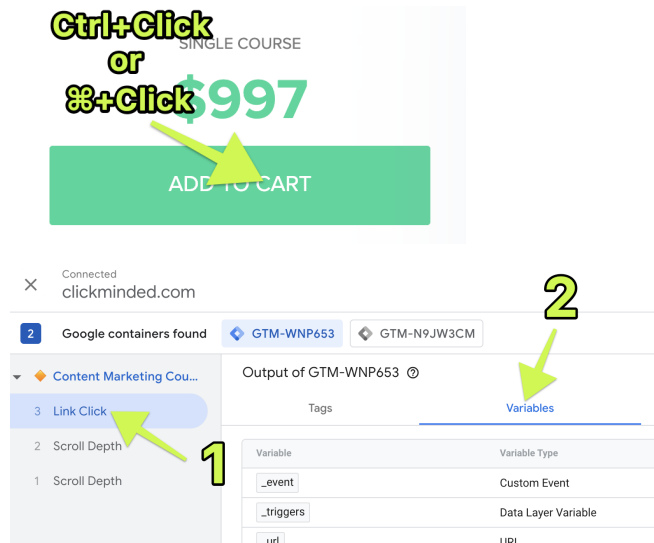 Ctrl+Click
or
⌘+Click
SINGLE COURSE
$997
ADD TO CART
Connected
clickminded.com
2
2 Google containers found GTM-WNP653 GTM-N9JW3CM
Content Marketing Cou...
Output of GTM-WNP653
3 Link Click
Tags Variables
2 Scroll Depth
1
1 Scroll Depth
Variable Variable Type
_event Custom Event
_triggers Data Layer Variable
_url URL